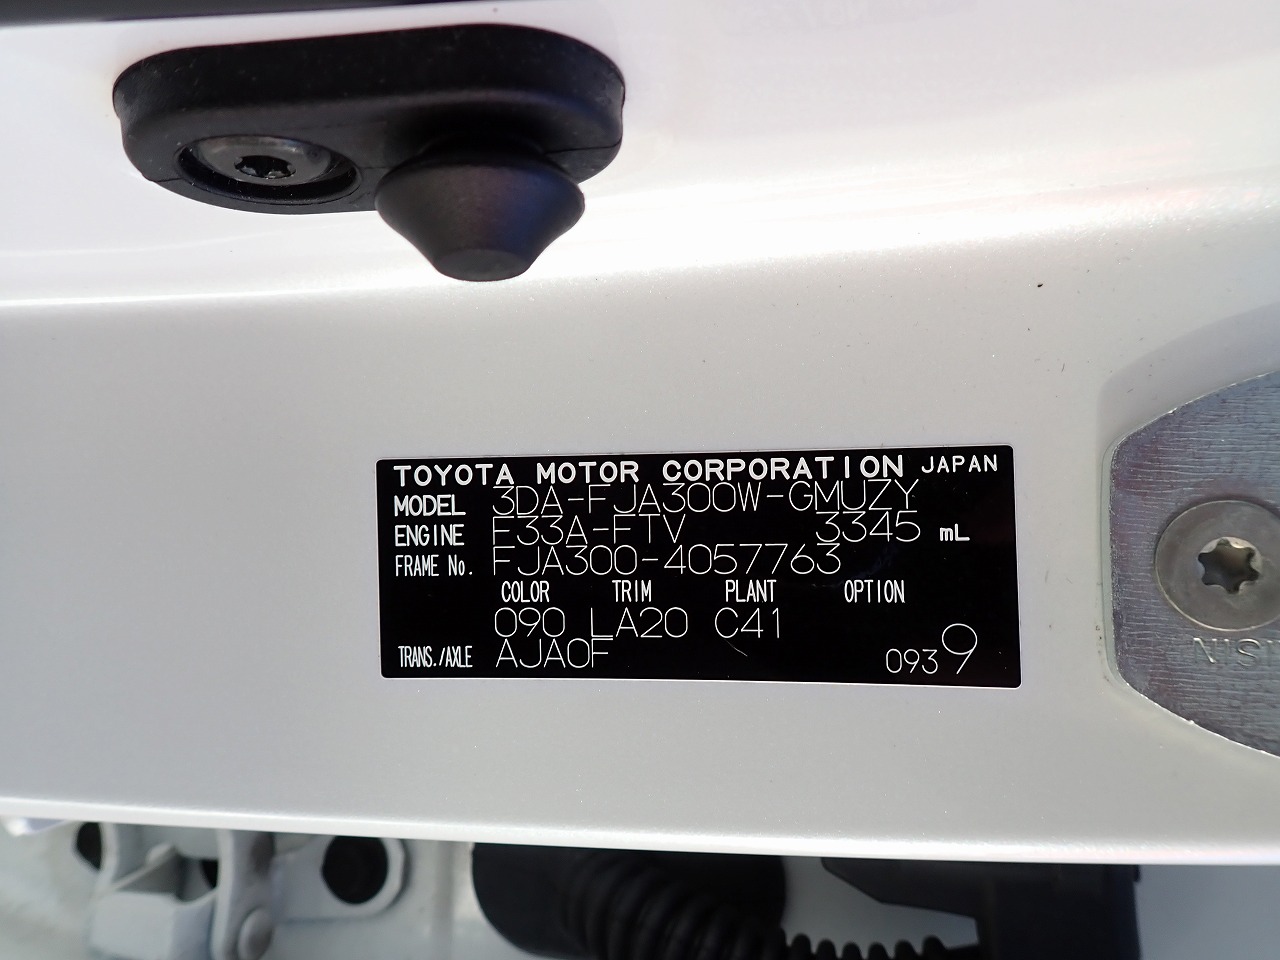 TOYOTA MOTOR CORPORATION JAPAN
MODEL 3DA-FJA300W-GMUZY
ENGINE F33A-FTV 3345 mL
FRAME No. FJA300-4057763
COLOR TRIM PLANT OPTION
090 LA20 C41
TRANS./AXLE AJA0F 0939